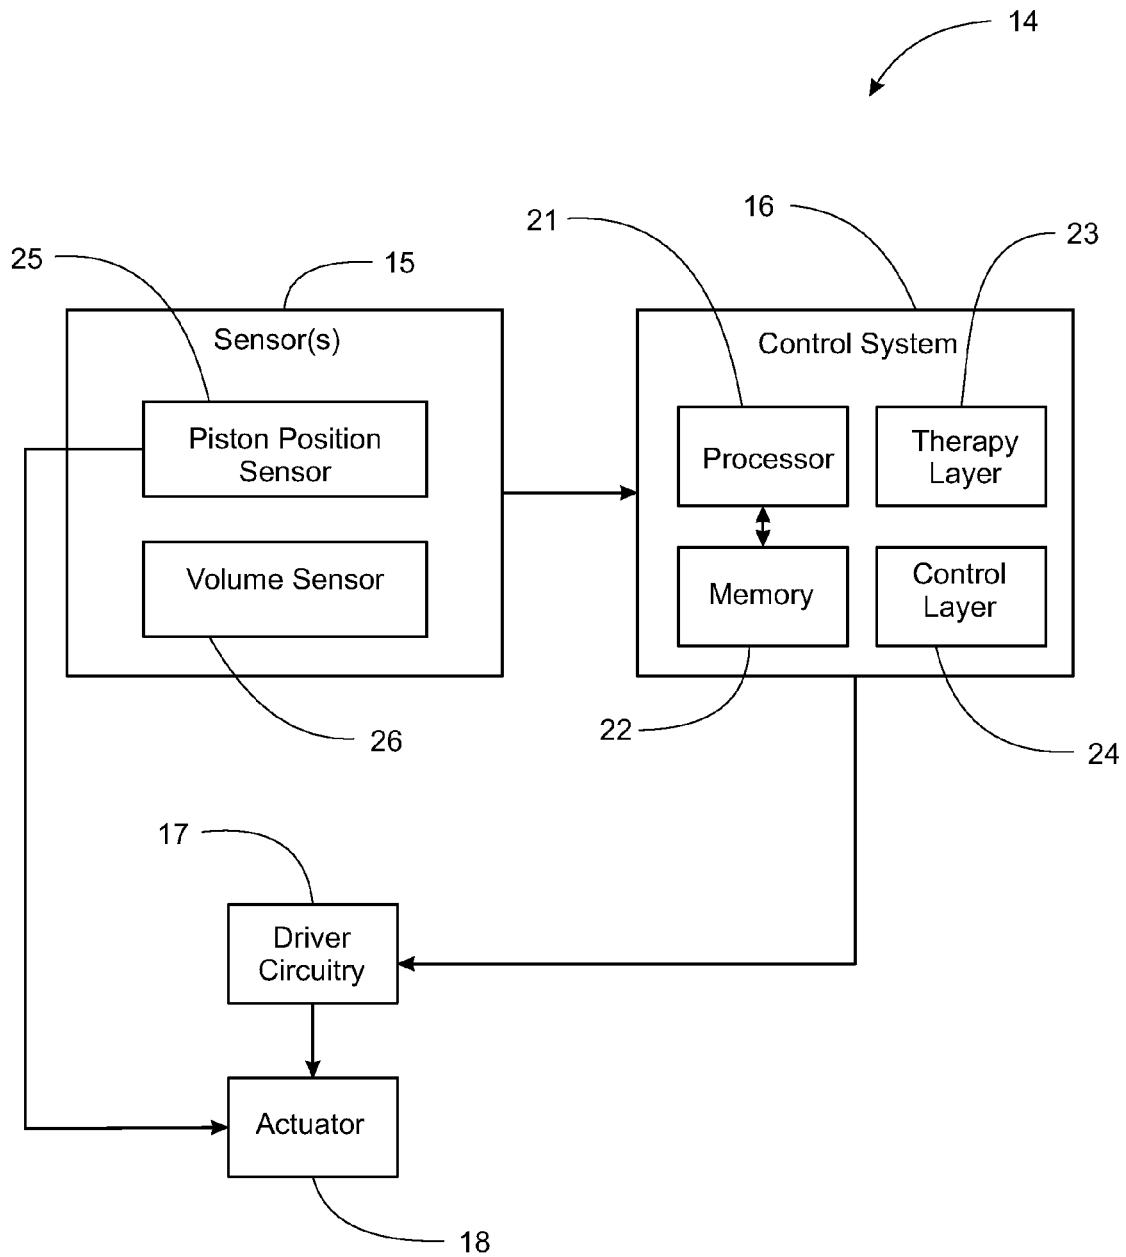 14
16
21
23
25
15
Sensor(s)
Control System
Piston Position
Sensor
Processor
Therapy
Layer
Volume Sensor
Memory
Control
Layer
22
26
24
17
Driver
Circuitry
Actuator
18